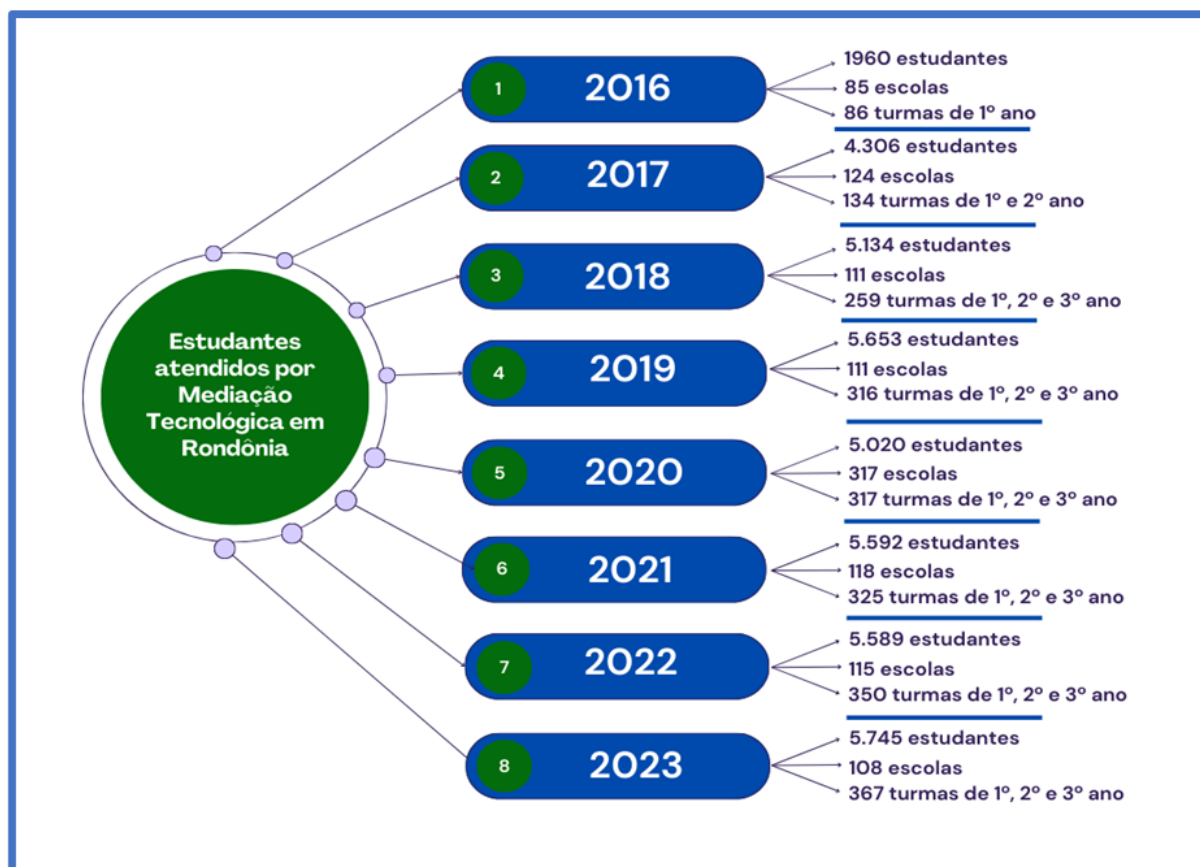 Estudantes
atendidos por
Mediação
Tecnológica em
Rondônia
1
2016
1960 estudantes
85 escolas
86 turmas de 1º ano
2
2017
4.306 estudantes
124 escolas
134 turmas de 1º e 2º ano
3
2018
5.134 estudantes
111 escolas
259 turmas de 1º, 2º e 3º ano
4
2019
5.653 estudantes
111 escolas
316 turmas de 1º, 2º e 3º ano
5
2020
5.020 estudantes
317 escolas
317 turmas de 1º, 2º e 3º ano
6
2021
5.592 estudantes
118 escolas
325 turmas de 1º, 2º e 3º ano
7
2022
5.589 estudantes
115 escolas
350 turmas de 1º, 2º e 3º ano
8
2023
5.745 estudantes
108 escolas
367 turmas de 1º, 2º e 3º ano